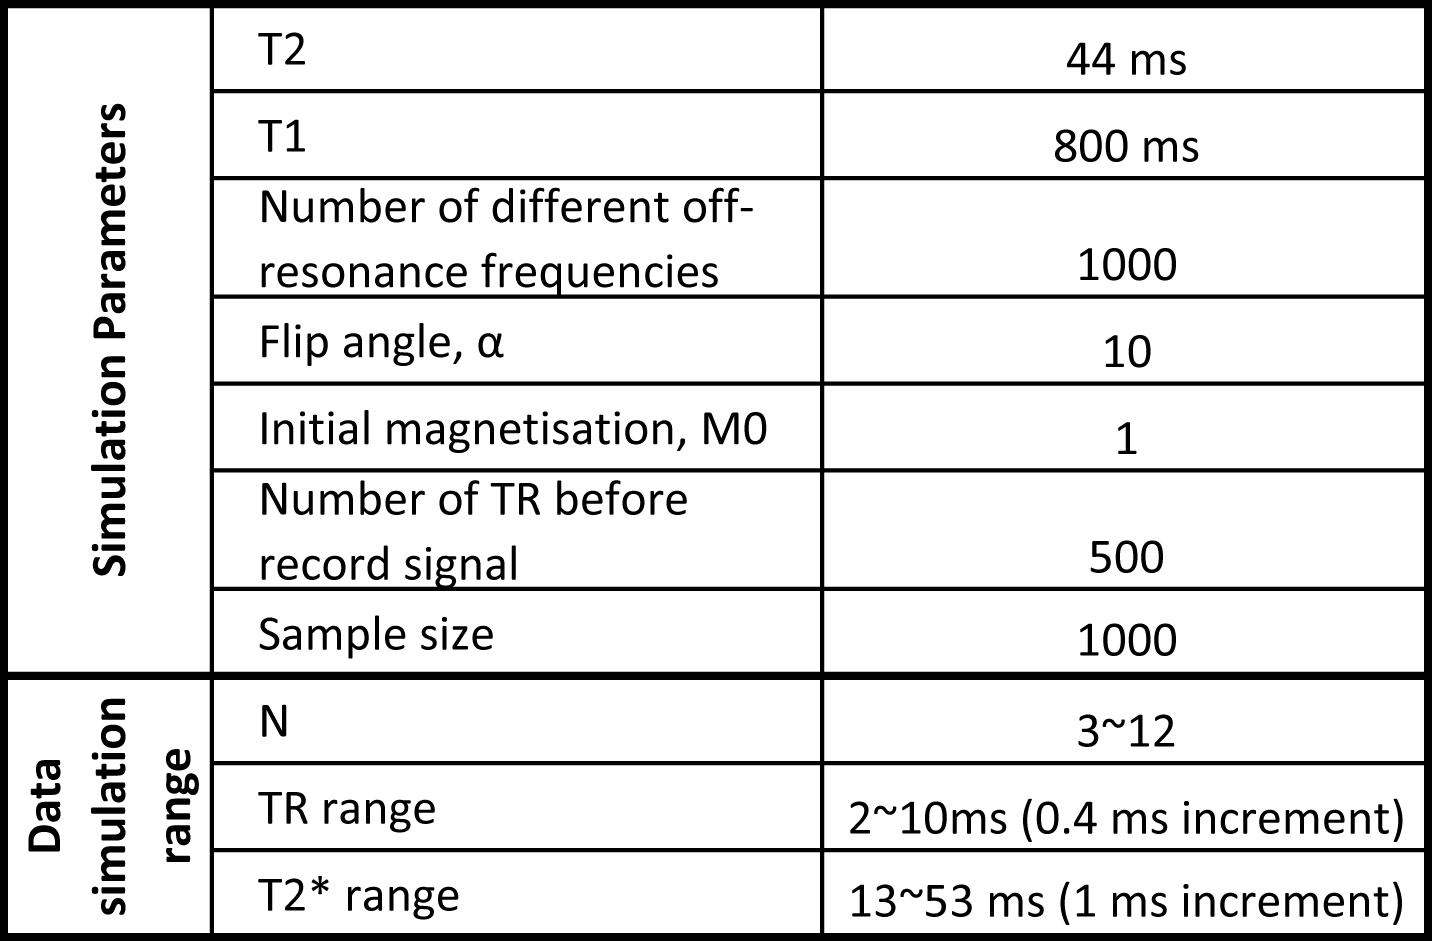 Simulation Parameters
T2
44 ms
T1
800 ms
Number of different off-
resonance frequencies
1000
Flip angle, α
10
Initial magnetisation, M0
1
Number of TR before
record signal
500
Sample size
1000
Data
simulation
range
N
3~12
TR range
2~10ms (0.4 ms increment)
T2* range
13~53 ms (1 ms increment)